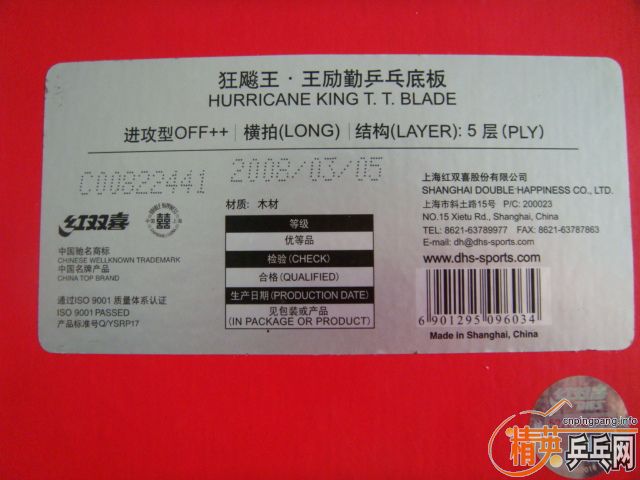 狂飚王·王励勤乒乓底板
HURRICANE KING T. T. BLADE
进攻型OFF++ | 横拍(LONG) | 结构(LAYER): 5 层(PLY)
C00822441
2008/03/05
红双喜
DOUBLE HAPPINESS
中国驰名商标
CHINESE WELLKNOWN TRADEMARK
中国名牌产品
CHINA TOP BRAND
通过ISO 9001 质量体系认证
ISO 9001 PASSED
产品标准号Q/YSRP17
材质: 木材
等级
优等品
检验(CHECK)
合格(QUALIFIED)
生产日期(PRODUCTION DATE)
见包装或产品
(IN PACKAGE OR PRODUCT)
上海红双喜股份有限公司
SHANGHAI DOUBLE HAPPINESS CO., LTD.
上海市斜土路15号 P/C: 200023
NO.15 Xietu Rd., Shanghai, China
TEL: 8621-63789977 FAX: 8621-63787863
E-mail: dh@dhs-sports.com
www.dhs-sports.com
6 901295 096034
Made in Shanghai, China
cnpingpang.info
精英乒乓网